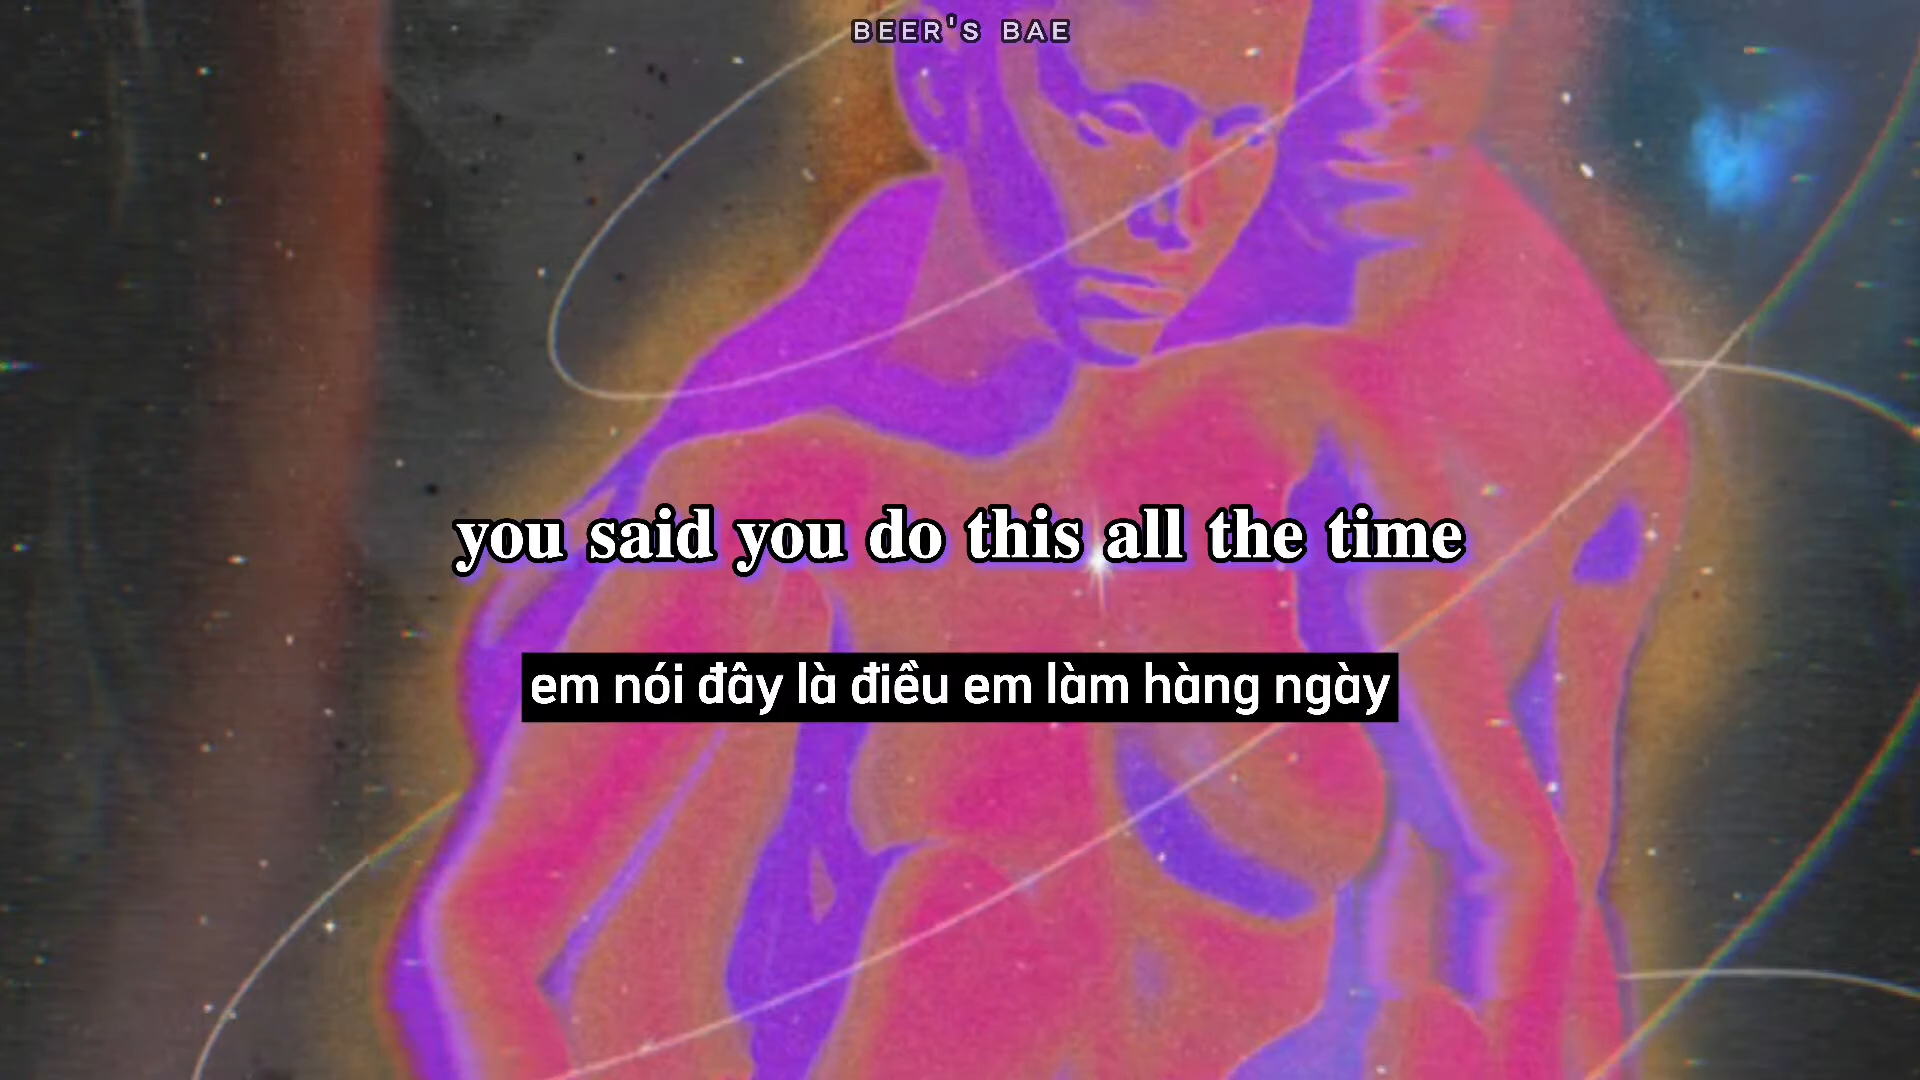 BEER'S BAE
you said you do this all the time
em nói đây là điều em làm hàng ngày